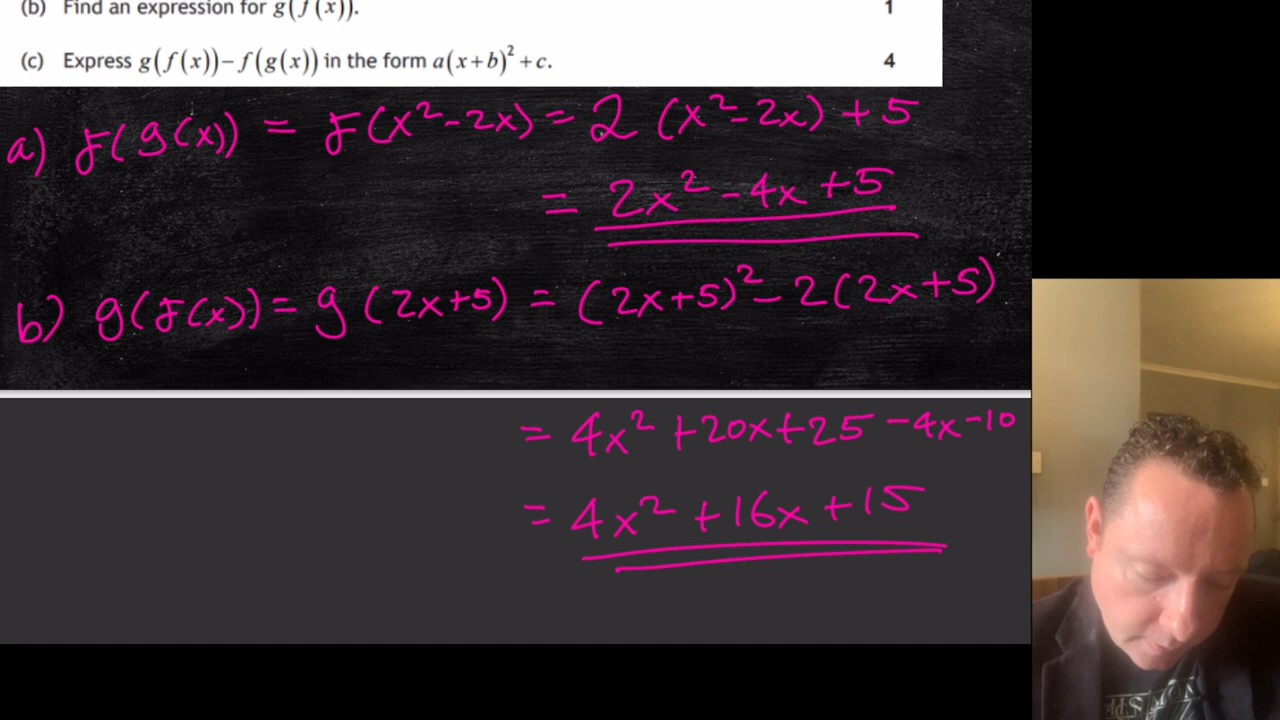 (b) Find an expression for g(f(x)). 1
(c) Express g(f(x))−f(g(x)) in the form a(x+b)²+c. 4
a) f(g(x)) = f(x²-2x) = 2 (x²-2x) +5
= 2x² -4x +5
b) g(f(x)) = g (2x+5) = (2x+5)² - 2(2x+5)
= 4x² +20x+25 -4x-10
= 4x² +16x +15